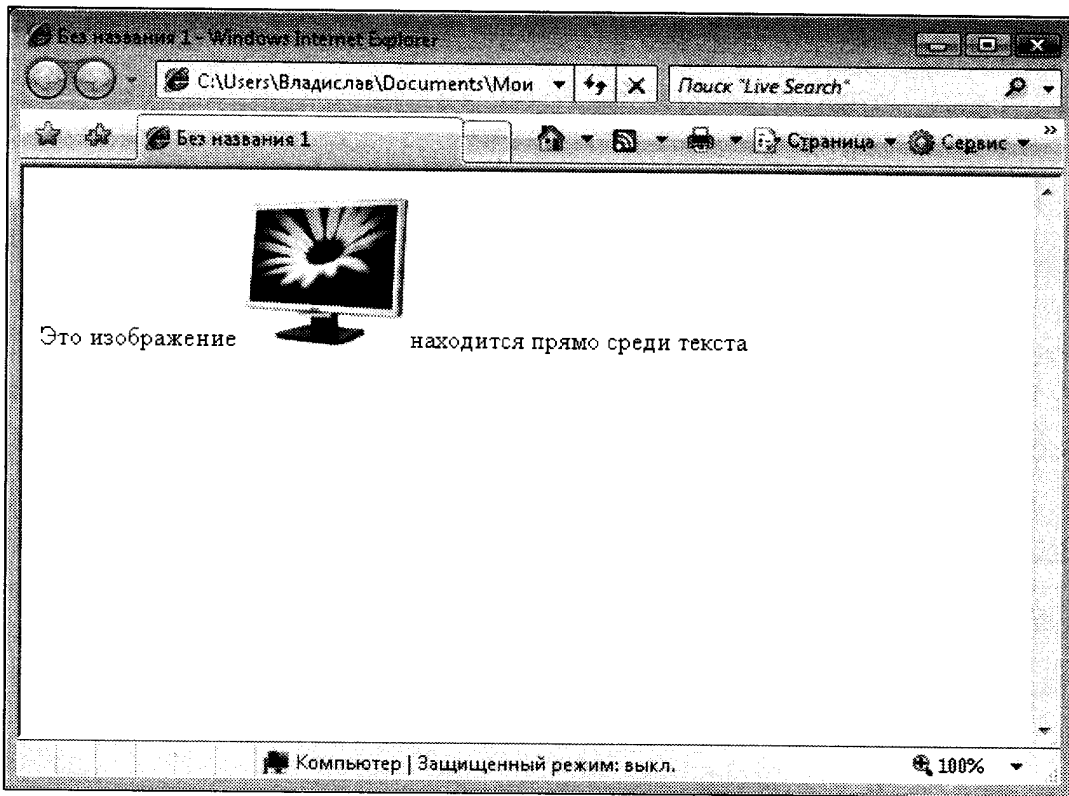 Без названия 1 - Windows Internet Explorer
C:\Users\Владислав\Documents\Мои Поиск "Live Search"
Без названия 1 Страница Сервис »
Это изображение находится прямо среди текста
Компьютер | Защищенный режим: выкл. 100%